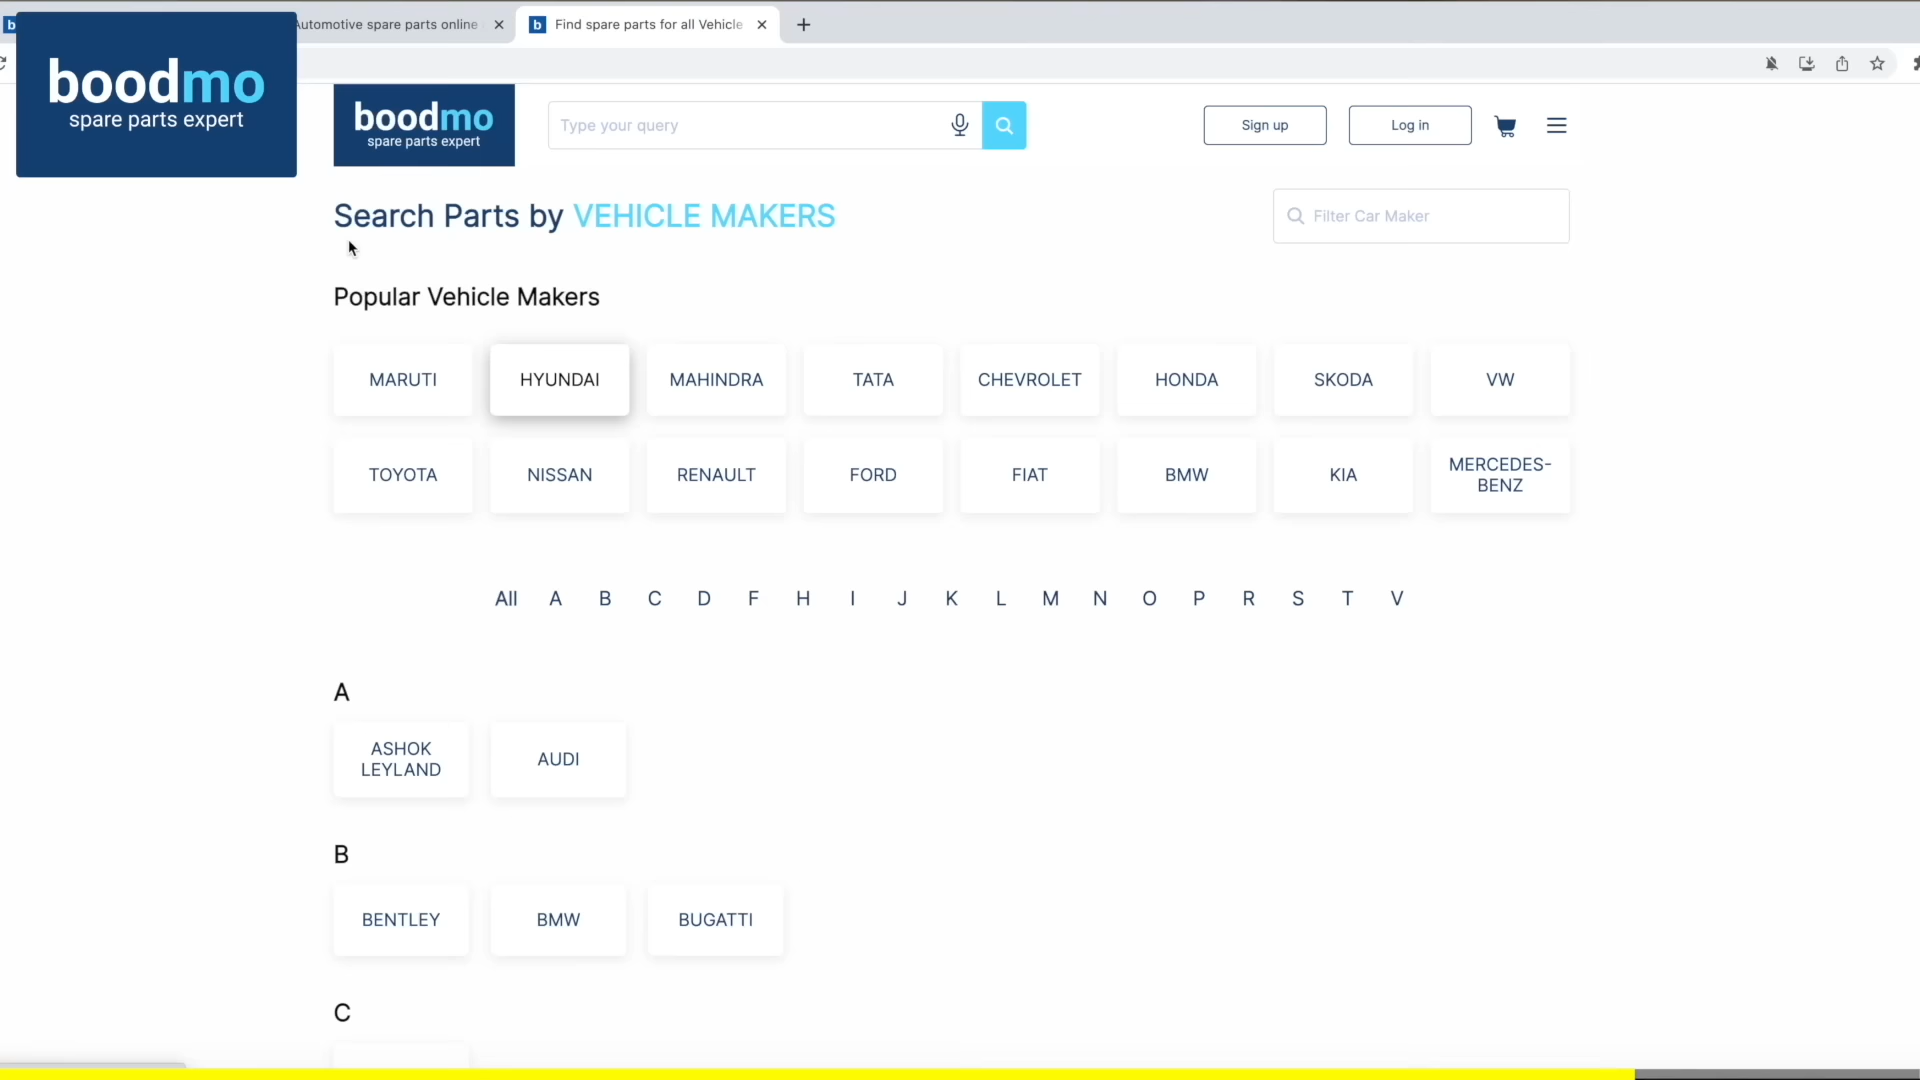 b
Automotive spare parts online
b Find spare parts for all Vehicle
boodmo
spare parts expert
boodmo
spare parts expert
Type your query
Sign up
Log in
Search Parts by VEHICLE MAKERS
Filter Car Maker
Popular Vehicle Makers
MARUTI HYUNDAI MAHINDRA TATA CHEVROLET HONDA SKODA VW
TOYOTA NISSAN RENAULT FORD FIAT BMW KIA MERCEDES-
BENZ
All A B C D F H I J K L M N O P R S T V
A
ASHOK
LEYLAND
AUDI
B
BENTLEY BMW BUGATTI
C